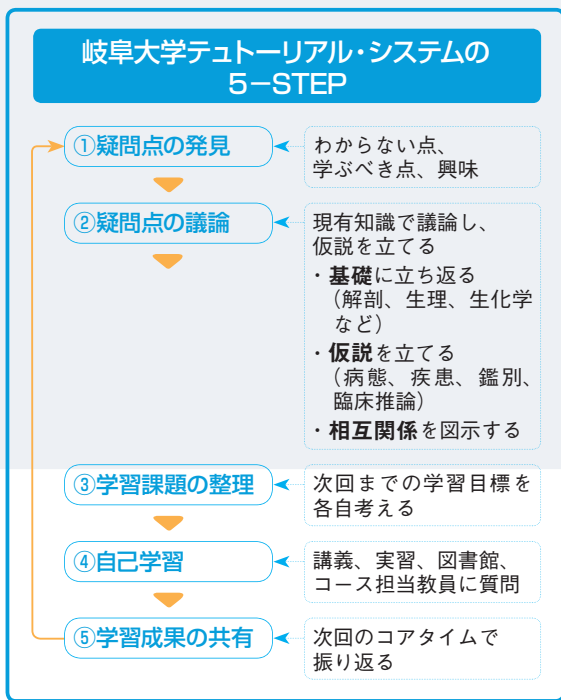 岐阜大学テュトーリアル・システムの
5−STEP
①疑問点の発見
わからない点、
学ぶべき点、興味
②疑問点の議論
現有知識で議論し、
仮説を立てる
・基礎に立ち返る
（解剖、生理、生化学
など）
・仮説を立てる
（病態、疾患、鑑別、
臨床推論）
・相互関係を図示する
③学習課題の整理
次回までの学習目標を
各自考える
④自己学習
講義、実習、図書館、
コース担当教員に質問
⑤学習成果の共有
次回のコアタイムで
振り返る